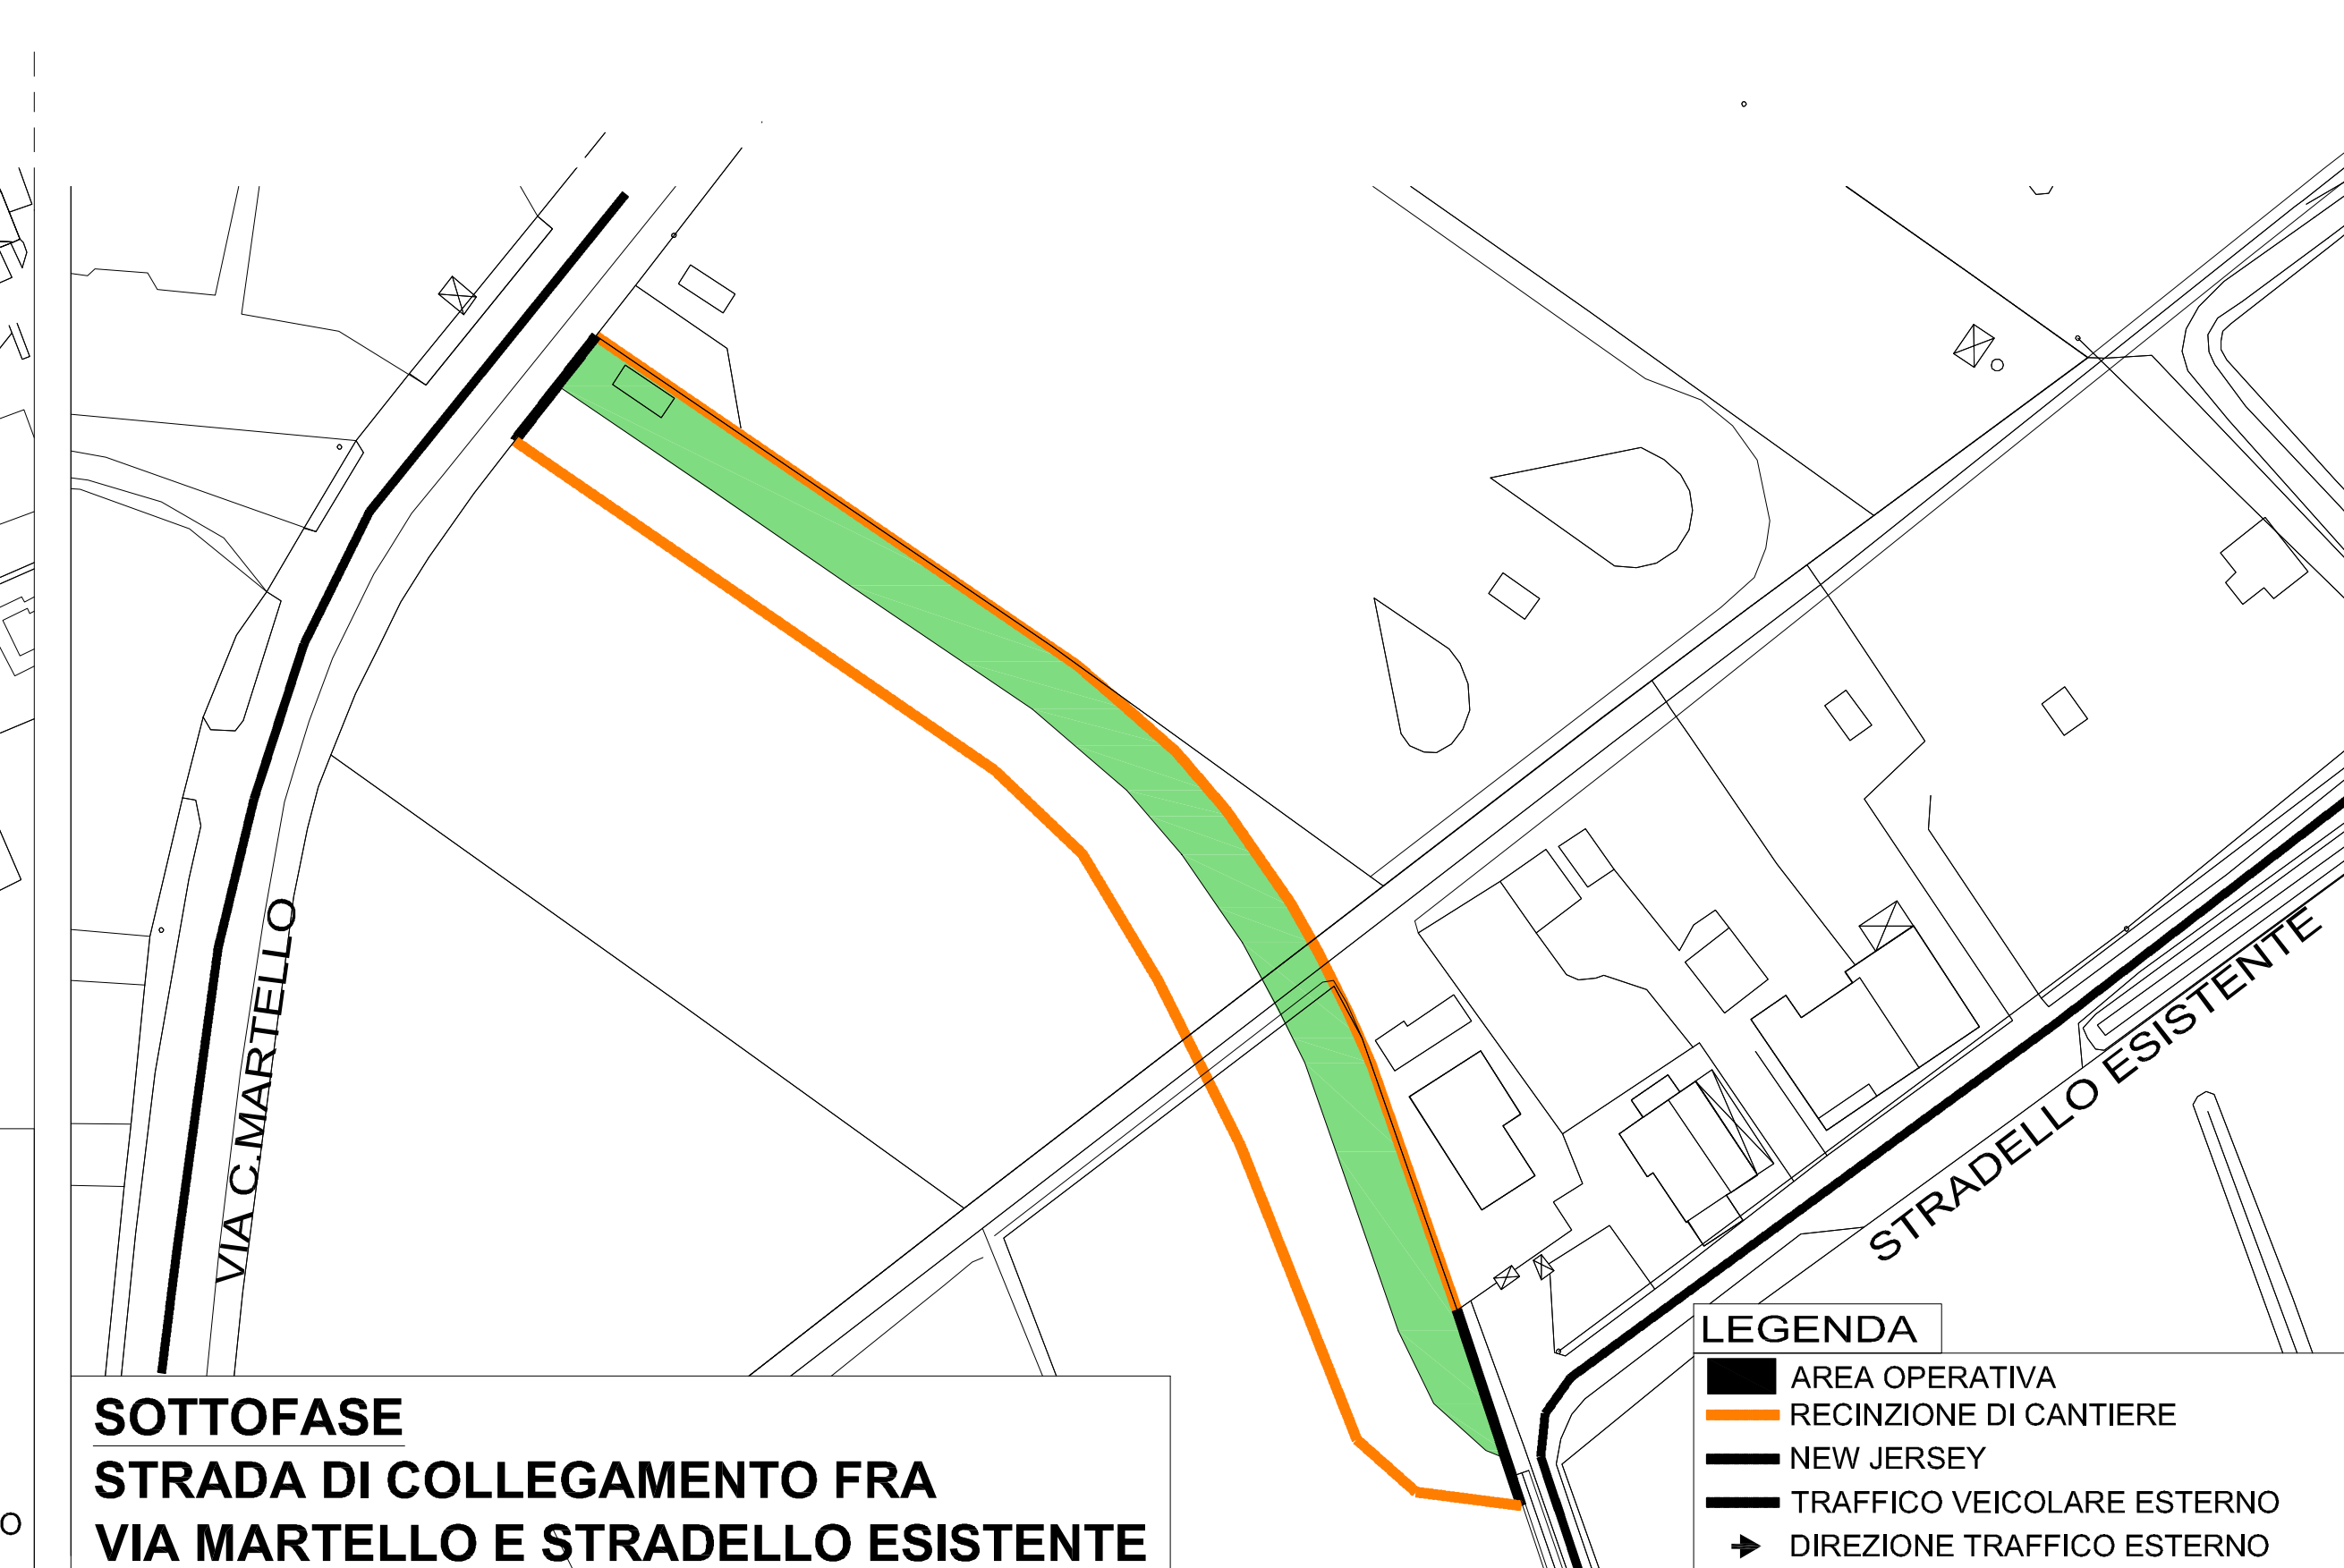 VIA C.MARTELLO
STRADELLO ESISTENTE
O
SOTTOFASE
STRADA DI COLLEGAMENTO FRA
VIA MARTELLO E STRADELLO ESISTENTE
LEGENDA
AREA OPERATIVA
RECINZIONE DI CANTIERE
NEW JERSEY
TRAFFICO VEICOLARE ESTERNO
DIREZIONE TRAFFICO ESTERNO